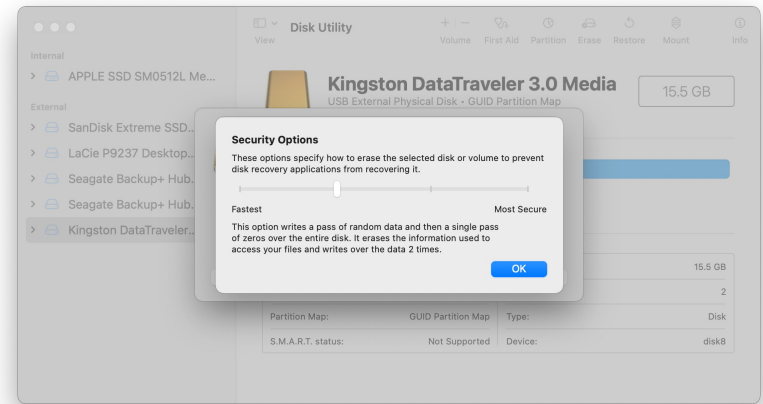 Disk Utility
View
Volume
First Aid
Partition
Erase
Restore
Mount
Info
Internal
APPLE SSD SM0512L Me...
External
SanDisk Extreme SSD...
LaCie P9237 Desktop...
Seagate Backup+ Hub.
Seagate Backup+ Hub.
Kingston DataTraveler...
Kingston DataTraveler 3.0 Media
USB External Physical Disk • GUID Partition Map
15.5 GB
Security Options
These options specify how to erase the selected disk or volume to prevent
disk recovery applications from recovering it.
Fastest
Most Secure
This option writes a pass of random data and then a single pass
of zeros over the entire disk. It erases the information used to
access your files and writes over the data 2 times.
OK
15.5 GB
2
Partition Map: GUID Partition Map
Type: Disk
S.M.A.R.T. status: Not Supported
Device: disk8